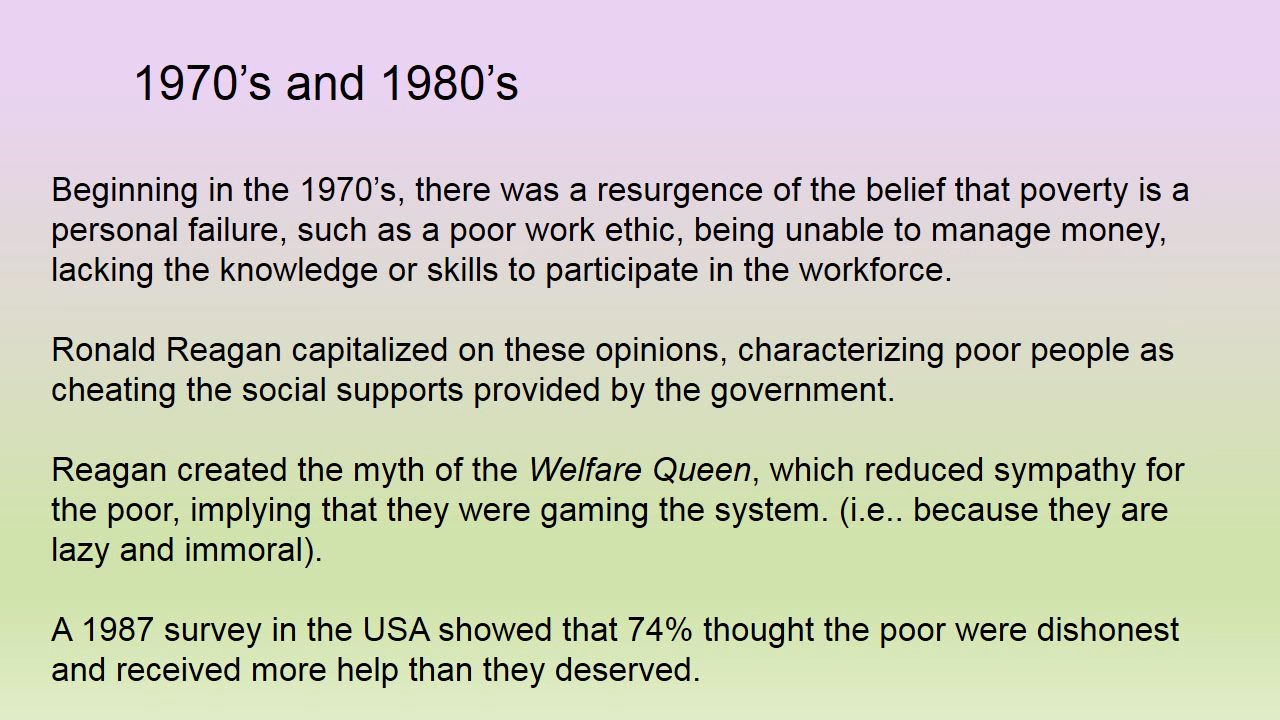 1970’s and 1980’s
Beginning in the 1970’s, there was a resurgence of the belief that poverty is a
personal failure, such as a poor work ethic, being unable to manage money,
lacking the knowledge or skills to participate in the workforce.
Ronald Reagan capitalized on these opinions, characterizing poor people as
cheating the social supports provided by the government.
Reagan created the myth of the Welfare Queen, which reduced sympathy for
the poor, implying that they were gaming the system. (i.e.. because they are
lazy and immoral).
A 1987 survey in the USA showed that 74% thought the poor were dishonest
and received more help than they deserved.